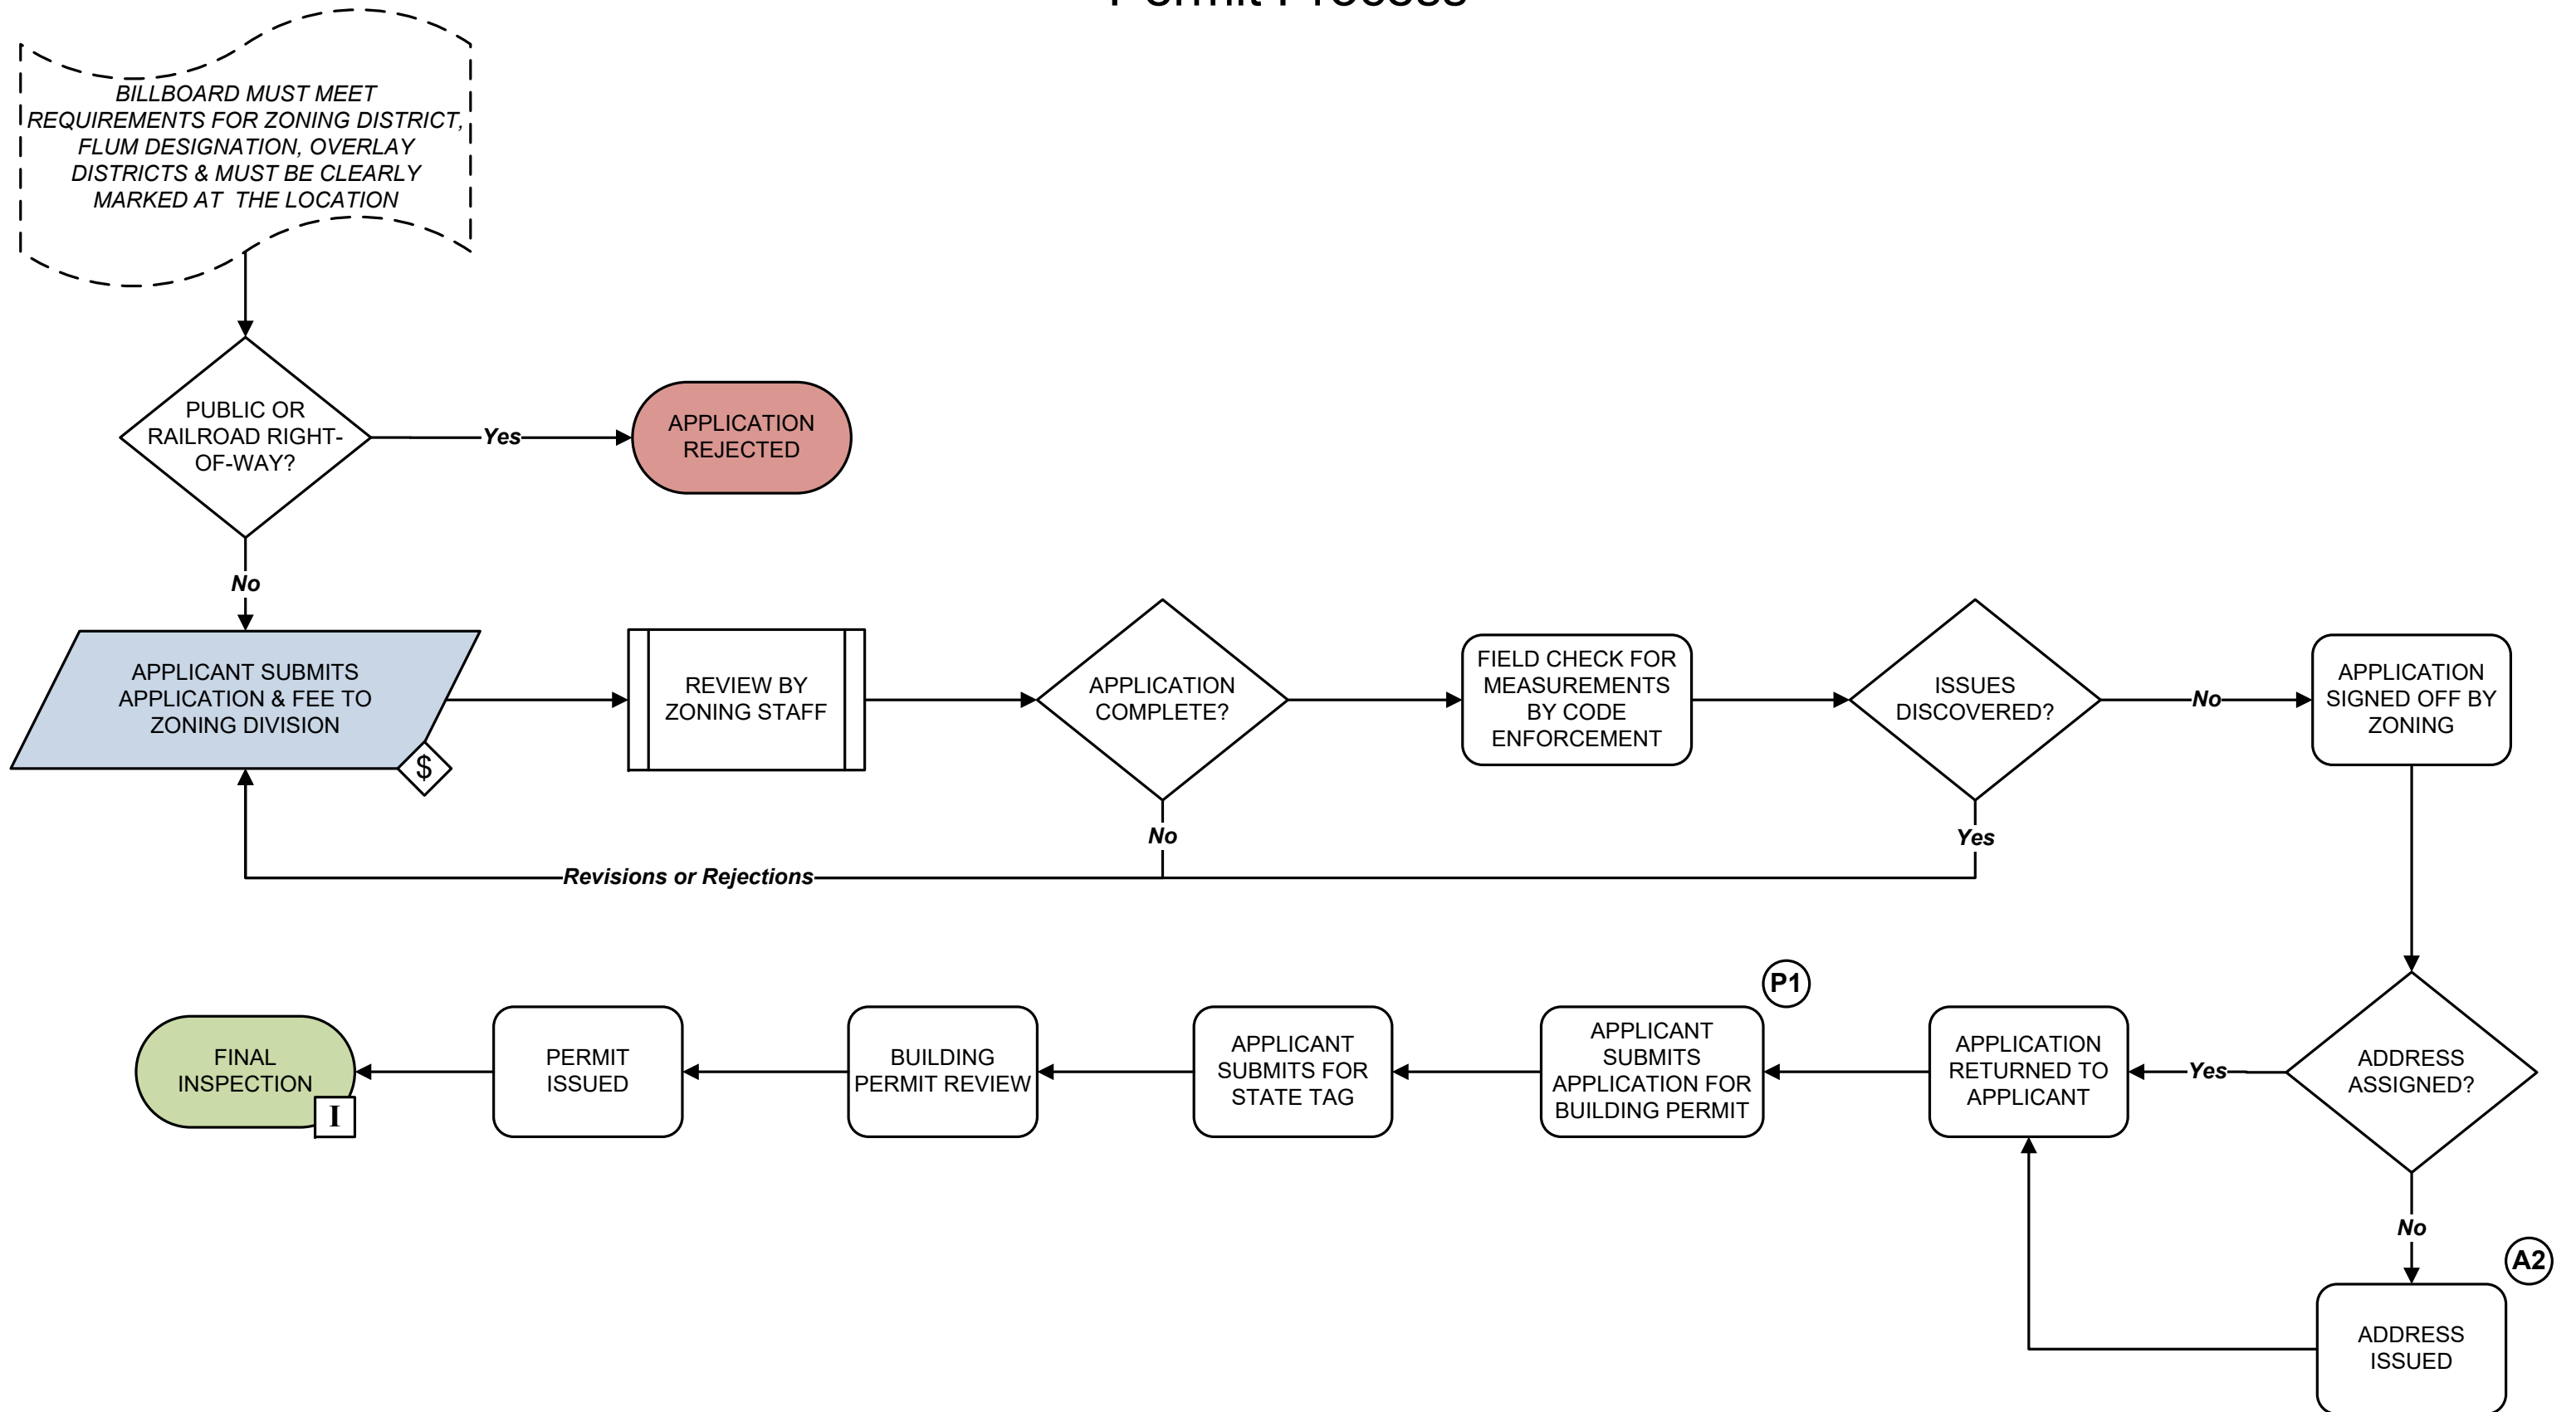 Permit Process
BILLBOARD MUST MEET
REQUIREMENTS FOR ZONING DISTRICT,
FLUM DESIGNATION, OVERLAY
DISTRICTS & MUST BE CLEARLY
MARKED AT THE LOCATION
PUBLIC OR
RAILROAD RIGHT-
OF-WAY?
Yes
APPLICATION
REJECTED
No
APPLICANT SUBMITS
APPLICATION & FEE TO
ZONING DIVISION
$
REVIEW BY
ZONING STAFF
APPLICATION
COMPLETE?
FIELD CHECK FOR
MEASUREMENTS
BY CODE
ENFORCEMENT
ISSUES
DISCOVERED?
No
APPLICATION
SIGNED OFF BY
ZONING
No
Yes
Revisions or Rejections
FINAL
INSPECTION
I
PERMIT
ISSUED
BUILDING
PERMIT REVIEW
APPLICANT
SUBMITS FOR
STATE TAG
P1
APPLICANT
SUBMITS
APPLICATION FOR
BUILDING PERMIT
APPLICATION
RETURNED TO
APPLICANT
Yes
ADDRESS
ASSIGNED?
No
A2
ADDRESS
ISSUED